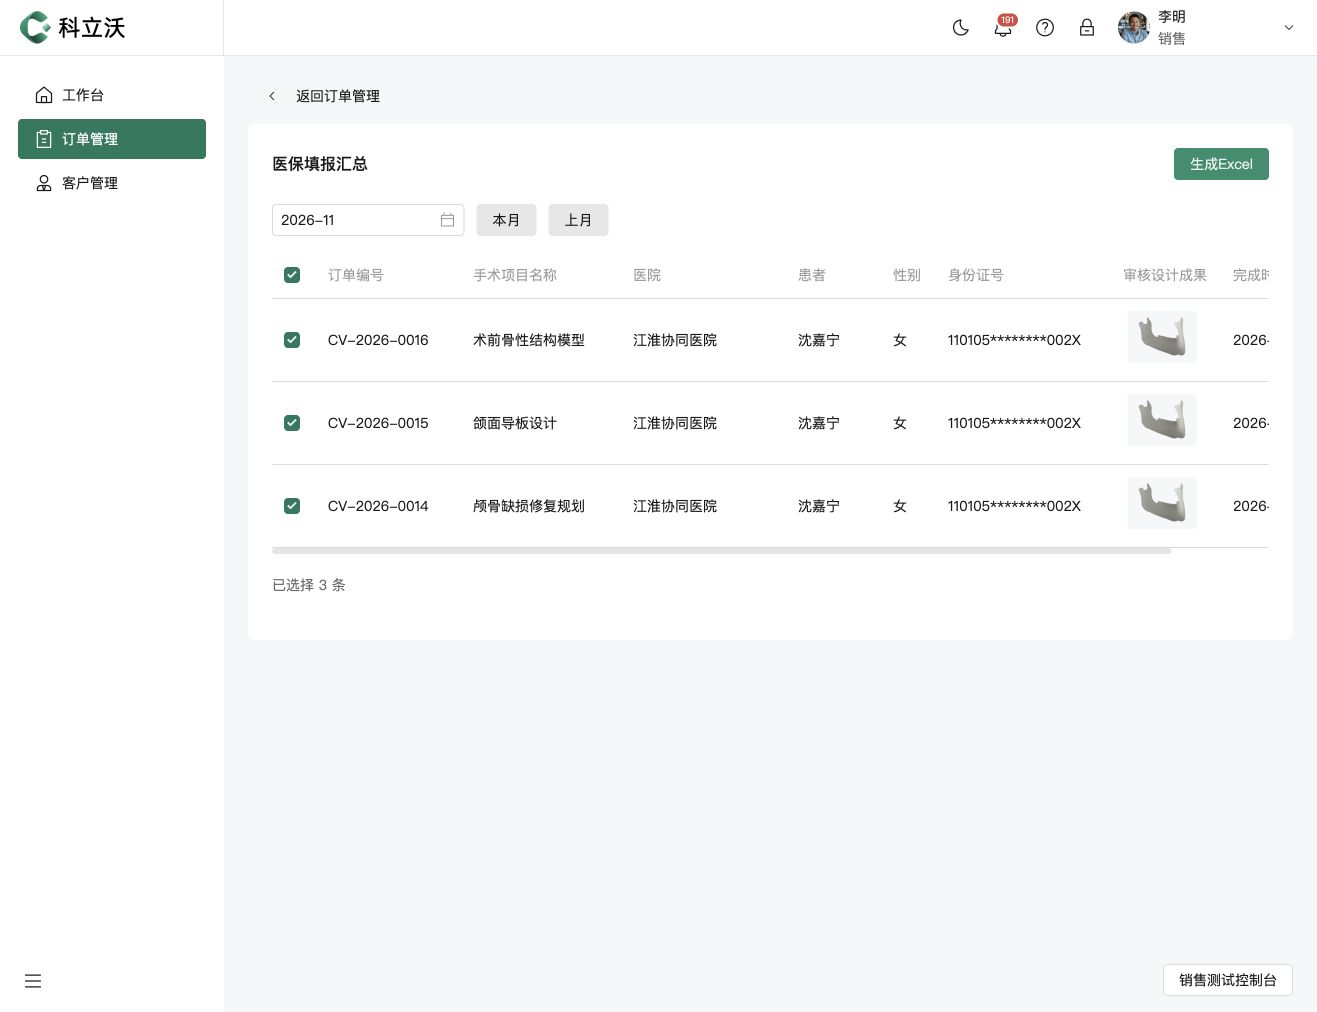 科立沃
191
李明
销售
工作台
订单管理
客户管理
返回订单管理
医保填报汇总
生成Excel
2026-11
本月
上月
订单编号 手术项目名称 医院 患者 性别 身份证号 审核设计成果 完成时
CV-2026-0016 术前骨性结构模型 江淮协同医院 沈嘉宁 女 110105********002X 2026-
CV-2026-0015 颌面导板设计 江淮协同医院 沈嘉宁 女 110105********002X 2026-
CV-2026-0014 颅骨缺损修复规划 江淮协同医院 沈嘉宁 女 110105********002X 2026-
已选择 3 条
销售测试控制台